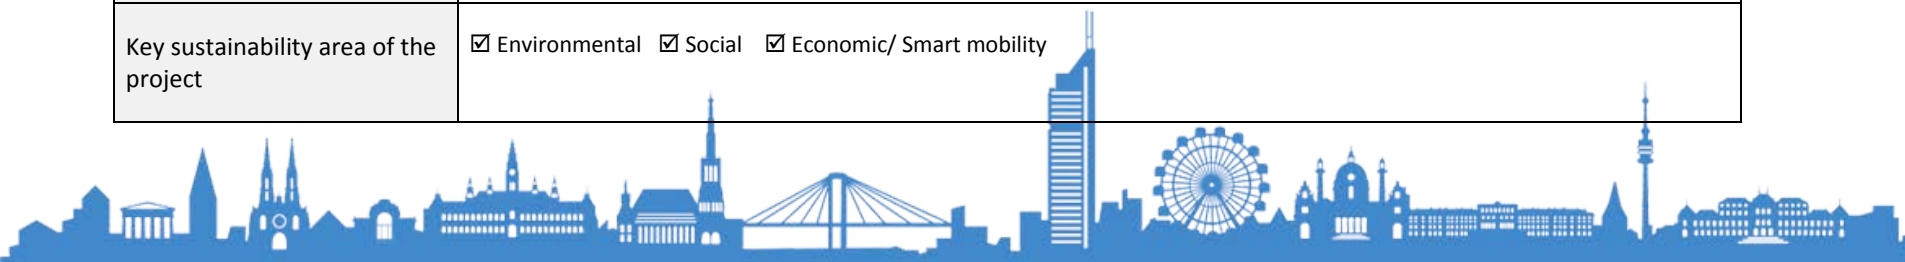 Key sustainability area of the
project
☑ Environmental ☑ Social ☑ Economic/ Smart mobility